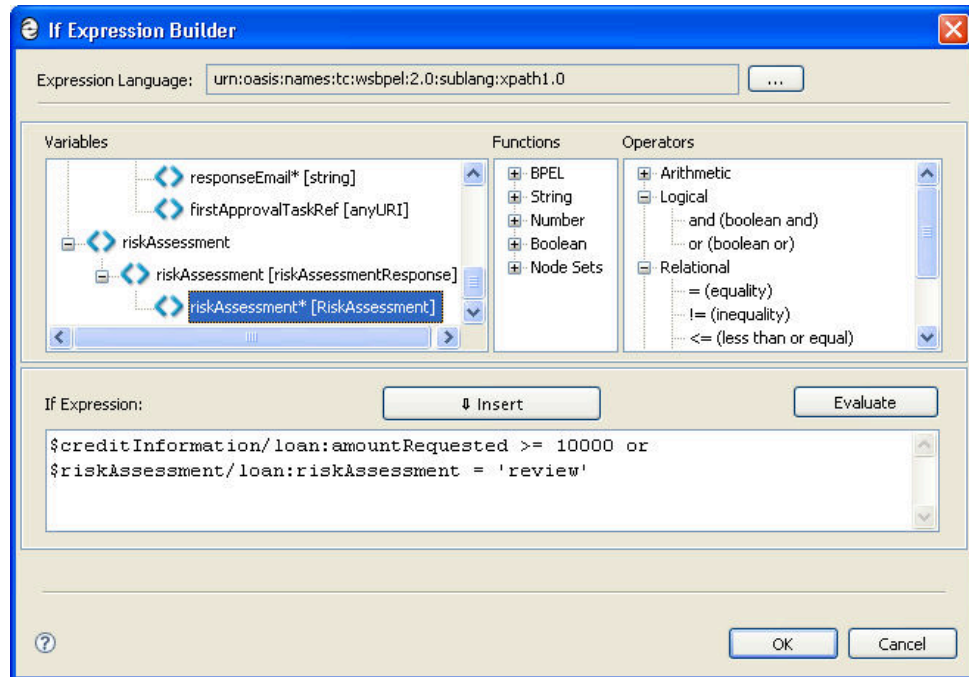 If Expression Builder
Expression Language: urn:oasis:names:tc:wsbpel:2.0:sublang:xpath1.0 ...
Variables Functions Operators
responseEmail* [string]
firstApprovalTaskRef [anyURI]
riskAssessment
riskAssessment [riskAssessmentResponse]
riskAssessment* [RiskAssessment]
BPEL
String
Number
Boolean
Node Sets
Arithmetic
Logical
and (boolean and)
or (boolean or)
Relational
= (equality)
!= (inequality)
<= (less than or equal)
If Expression: ⇓ Insert Evaluate
$creditInformation/loan:amountRequested >= 10000 or
$riskAssessment/loan:riskAssessment = 'review'
? OK Cancel